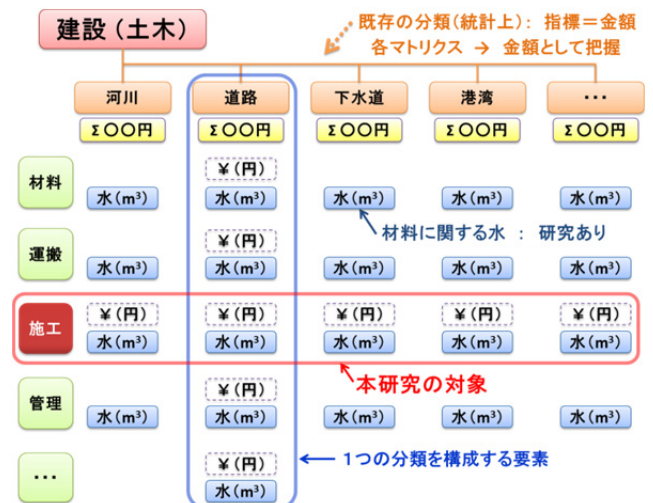 建設（土木）
既存の分類（統計上）： 指標＝金額
各マトリクス → 金額として把握
河川 道路 下水道 港湾 ･･･
Σ〇〇円 Σ〇〇円 Σ〇〇円 Σ〇〇円 Σ〇〇円
¥（円）
材料 水（m³） 水（m³） 水（m³） 水（m³） 水（m³）
材料に関する水 ： 研究あり
¥（円）
運搬 水（m³） 水（m³） 水（m³） 水（m³） 水（m³）
¥（円） ¥（円） ¥（円） ¥（円） ¥（円）
施工 水（m³） 水（m³） 水（m³） 水（m³） 水（m³）
本研究の対象
¥（円）
管理 水（m³） 水（m³） 水（m³） 水（m³） 水（m³）
¥（円） １つの分類を構成する要素
･･･ 水（m³）